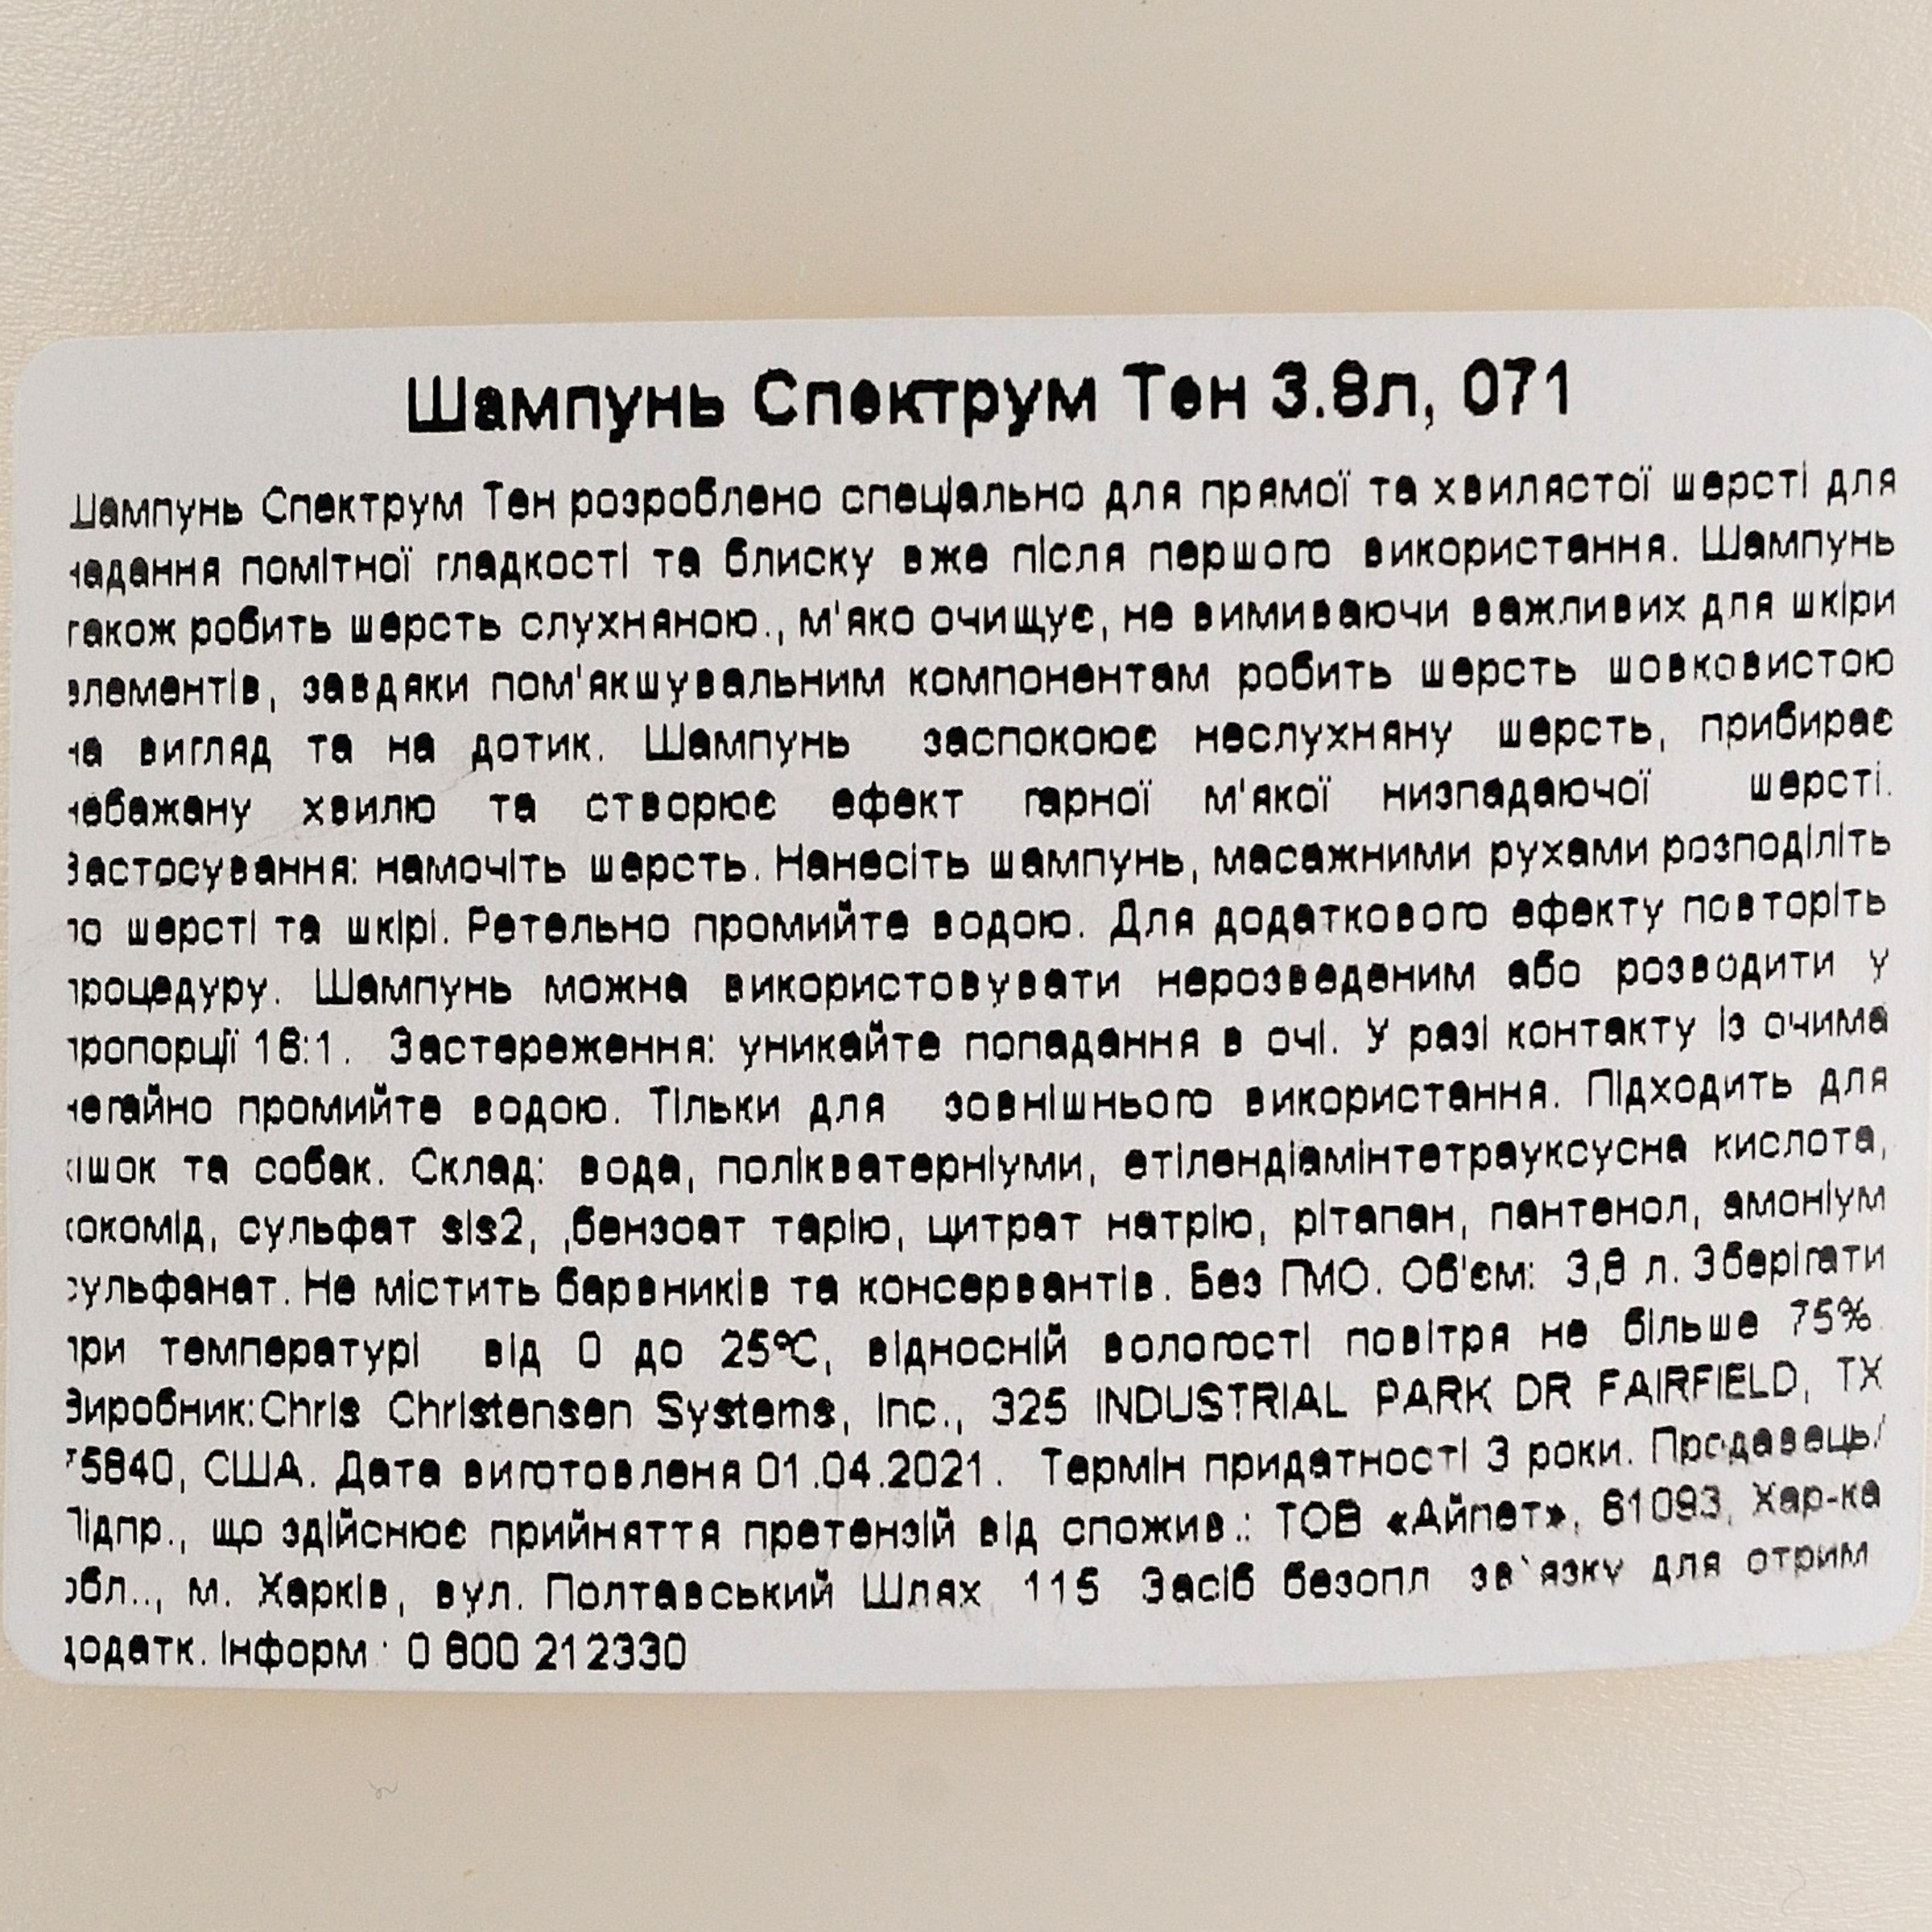 Шампунь Спектрум Тен 3.8л, 071
Шампунь Спектрум Тен розроблено спеціально для прямої та хвилястої шерсті для
надання помітної гладкості та блиску вже після першого використання. Шампунь
також робить шерсть слухняною., м'яко очищує, не вимиваючи важливих для шкіри
елементів, завдяки пом'якшувальним компонентам робить шерсть шовковистою
на вигляд та на дотик. Шампунь заспокоює неслухняну шерсть, прибирає
небажану хвилю та створює ефект гарної м'якої низпадаючої шерсті.
Застосування: намочіть шерсть. Нанесіть шампунь, масажними рухами розподіліть
по шерсті та шкірі. Ретельно промийте водою. Для додаткового ефекту повторіть
процедуру. Шампунь можна використовувати нерозведеним або розводити у
пропорції 16:1. Застереження: уникайте попадання в очі. У разі контакту із очима
негайно промийте водою. Тільки для зовнішнього використання. Підходить для
кішок та собак. Склад: вода, полікватерніуми, етілендіамінтетрауксусна кислота,
кокомід, сульфат sls2, ,бензоат тарію, цитрат натрію, рітапан, пантенол, амоніум
сульфанат. Не містить барвників та консервантів. Без ГМО. Об'єм: 3,8 л. Зберігати
при температурі від 0 до 25°С, відносній вологості повітря не більше 75%.
Виробник:Chris Christensen Systems, Inc., 325 INDUSTRIAL PARK DR FAIRFIELD, TX
75840, США. Дата виготовленя 01.04.2021. Термін придатності 3 роки. Продавець/
Підпр., що здійснює прийняття претензій від спожив.: ТОВ «Айпет», 61093, Хар-ка
обл.., м. Харків, вул. Полтавський Шлях 115 Засіб безопл зв`язку для отрим
додатк. Інформ : 0 800 212330